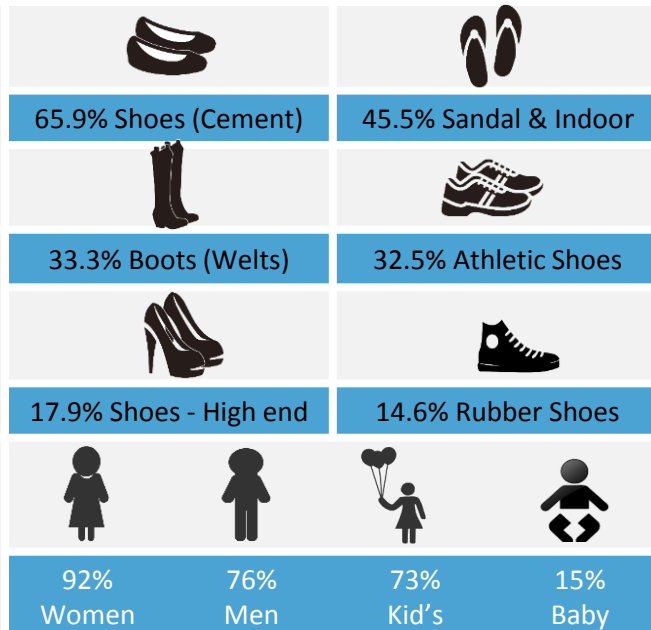 65.9% Shoes (Cement)
45.5% Sandal & Indoor
33.3% Boots (Welts)
32.5% Athletic Shoes
17.9% Shoes - High end
14.6% Rubber Shoes
92%
Women
76%
Men
73%
Kid's
15%
Baby